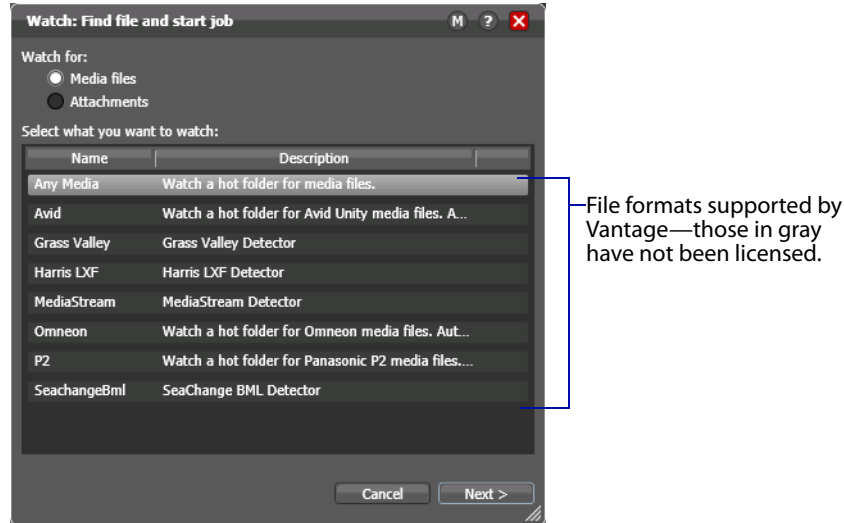 Watch: Find file and start job M ? X
Watch for:
Media files
Attachments
Select what you want to watch:
Name Description
Any Media Watch a hot folder for media files.
Avid Watch a hot folder for Avid Unity media files. A...
Grass Valley Grass Valley Detector
Harris LXF Harris LXF Detector
MediaStream MediaStream Detector
Omneon Watch a hot folder for Omneon media files. Aut...
P2 Watch a hot folder for Panasonic P2 media files....
SeachangeBml SeaChange BML Detector
Cancel Next >
File formats supported by
Vantage—those in gray
have not been licensed.